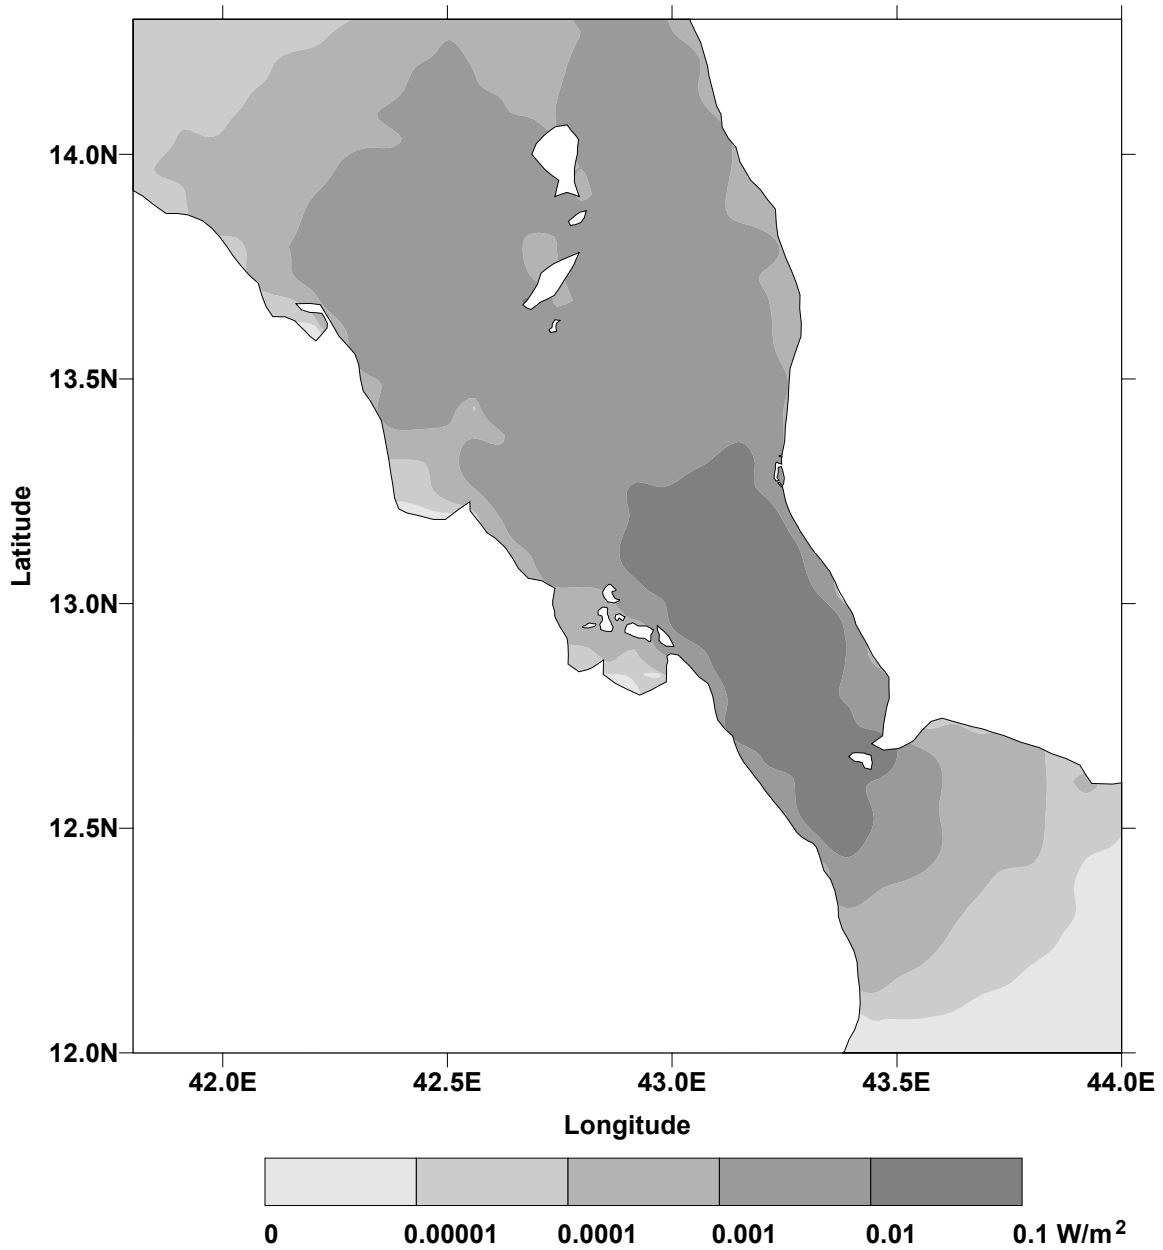 14.0N
13.5N
13.0N
12.5N
12.0N
Latitude
42.0E 42.5E 43.0E 43.5E 44.0E
Longitude
0 0.00001 0.0001 0.001 0.01 0.1 W/m²